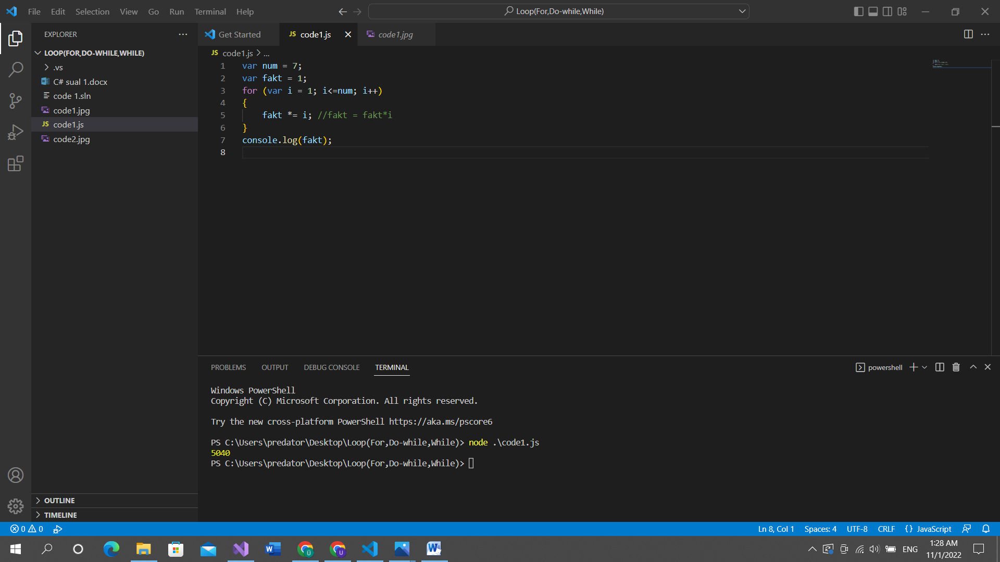 File Edit Selection View Go Run Terminal Help
Loop(For,Do-while,While)
EXPLORER
LOOP(FOR,DO-WHILE,WHILE)
.vs
C# sual 1.docx
code 1.sln
code1.jpg
JS code1.js
code2.jpg
OUTLINE
TIMELINE
Get Started
JS code1.js
code1.jpg
JS code1.js > ...
1 var num = 7;
2 var fakt = 1;
3 for (var i = 1; i<=num; i++)
4 {
5 fakt *= i; //fakt = fakt*i
6 }
7 console.log(fakt);
8
PROBLEMS OUTPUT DEBUG CONSOLE TERMINAL
powershell
Windows PowerShell
Copyright (C) Microsoft Corporation. All rights reserved.
Try the new cross-platform PowerShell https://aka.ms/pscore6
PS C:\Users\predator\Desktop\Loop(For,Do-while,While)> node .\code1.js
5040
PS C:\Users\predator\Desktop\Loop(For,Do-while,While)>
0 0
Ln 8, Col 1 Spaces: 4 UTF-8 CRLF {} JavaScript
ENG
1:28 AM
11/1/2022